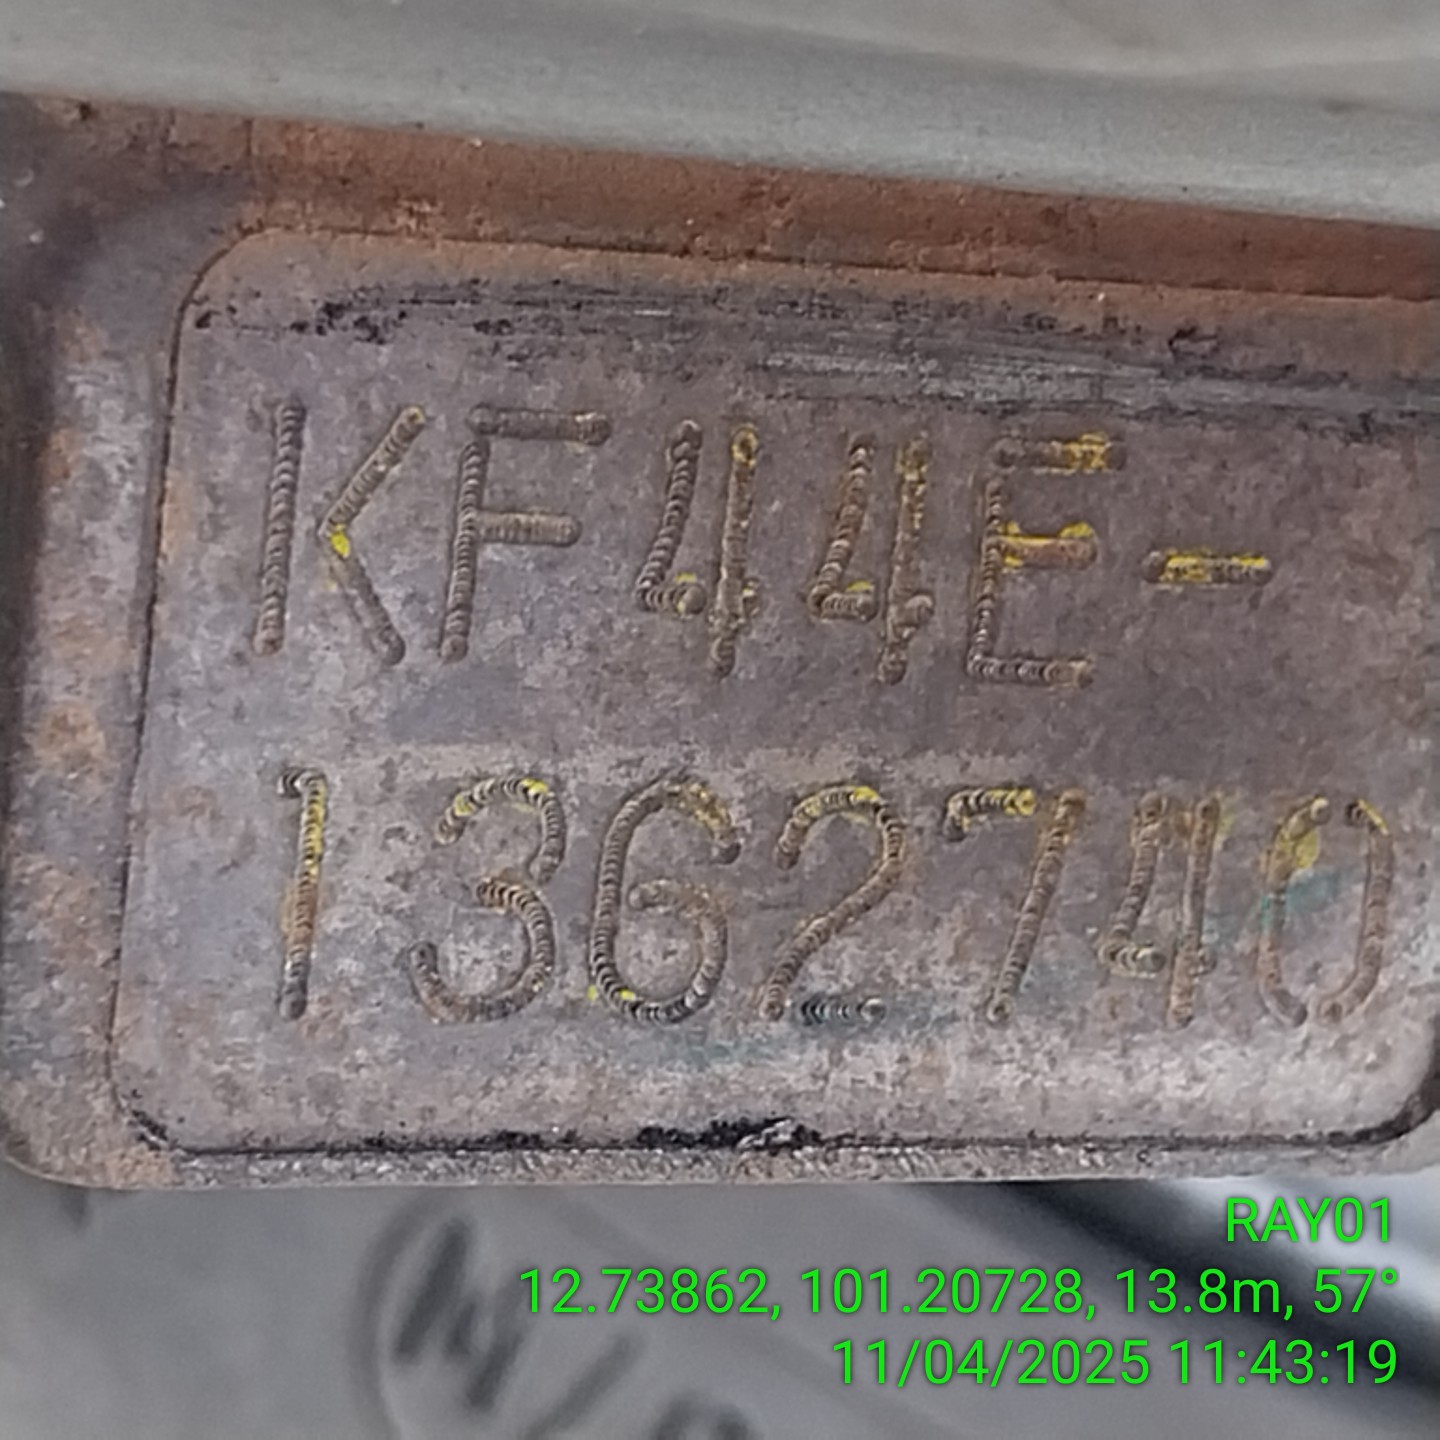 KF44E-
1362740
RAY01
12.73862, 101.20728, 13.8m, 57°
11/04/2025 11:43:19